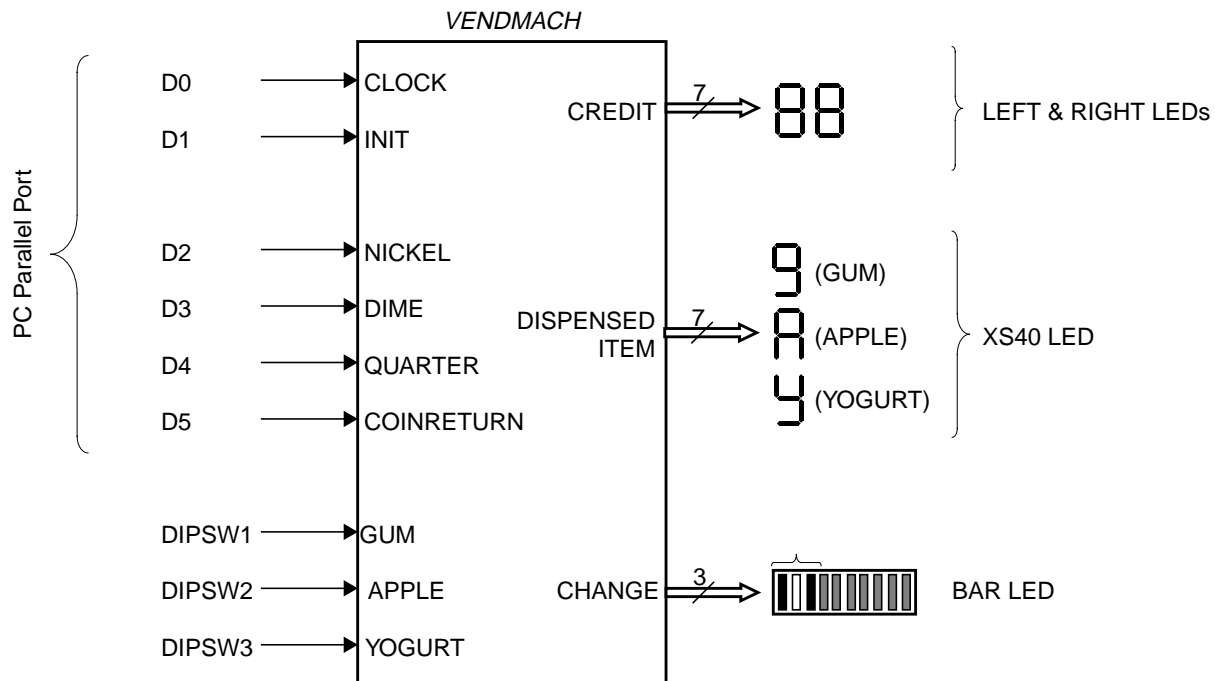 VENDMACH
PC Parallel Port
D0 CLOCK
D1 INIT
D2 NICKEL
D3 DIME
D4 QUARTER
D5 COINRETURN
DIPSW1 GUM
DIPSW2 APPLE
DIPSW3 YOGURT
CREDIT 7 88 LEFT & RIGHT LEDs
DISPENSED
ITEM
7
g (GUM)
A (APPLE)
y (YOGURT)
XS40 LED
CHANGE 3 BAR LED